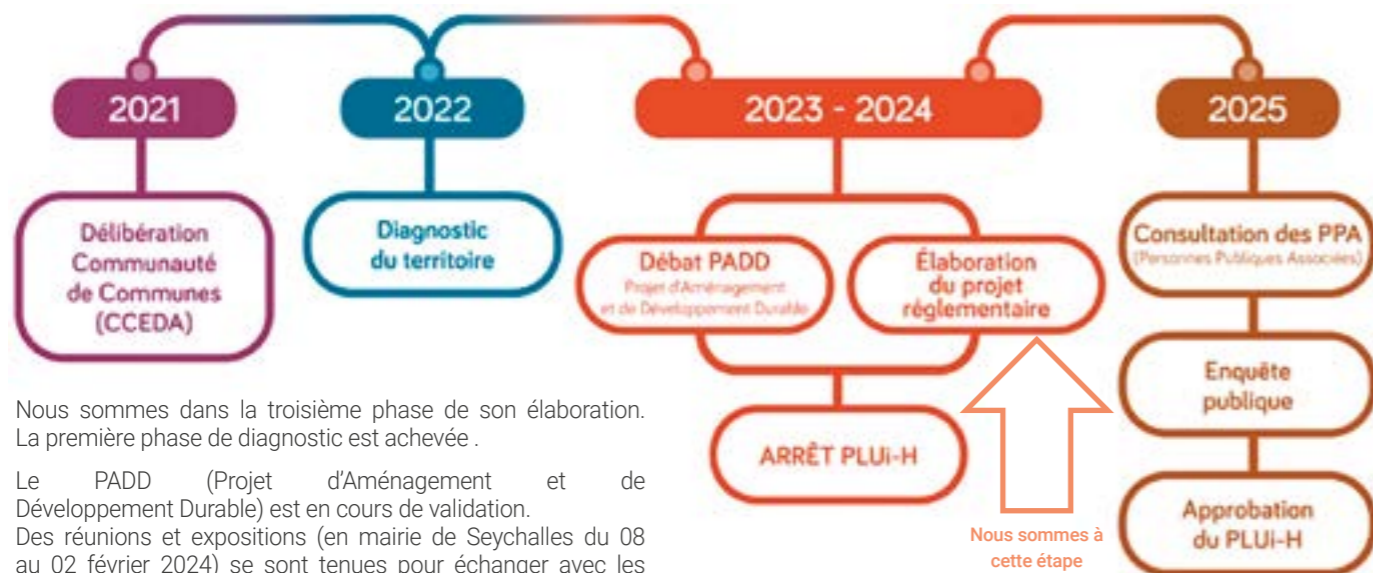 2021
Délibération
Communauté
de Communes
(CCEDA)
2022
Diagnostic
du territoire
2023 - 2024
Débat PADD
Projet d'Aménagement
et de Développement Durable
Élaboration
du projet
réglementaire
ARRÊT PLUi-H
Nous sommes à
cette étape
2025
Consultation des PPA
(Personnes Publiques Associées)
Enquête
publique
Approbation
du PLUi-H
Nous sommes dans la troisième phase de son élaboration.
La première phase de diagnostic est achevée .
Le PADD (Projet d'Aménagement et de
Développement Durable) est en cours de validation.
Des réunions et expositions (en mairie de Seychalles du 08
au 02 février 2024) se sont tenues pour échanger avec les